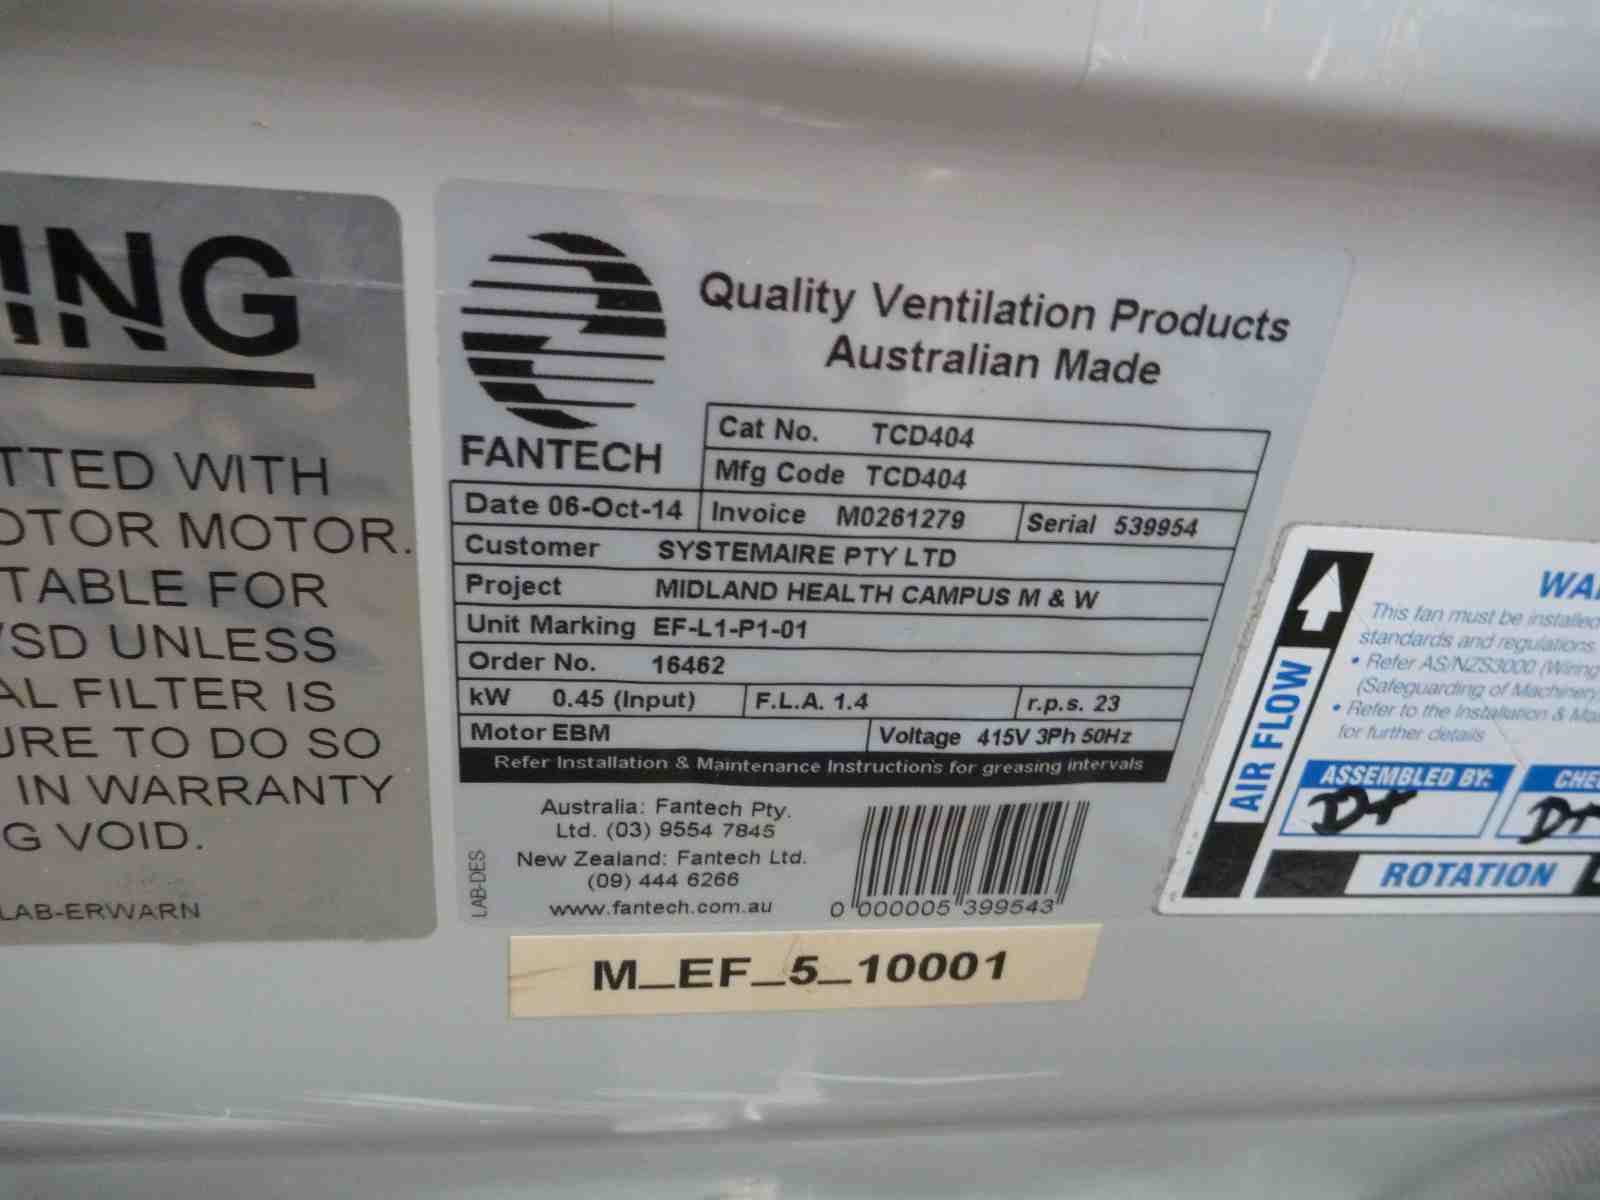 ING
TTED WITH
OTOR MOTOR.
TABLE FOR
VSD UNLESS
AL FILTER IS
URE TO DO SO
IN WARRANTY
G VOID.
LAB-ERWARN
FANTECH
Quality Ventilation Products
Australian Made
Cat No. TCD404
Mfg Code TCD404
Date 06-Oct-14 Invoice M0261279 Serial 539954
Customer SYSTEMAIRE PTY LTD
Project MIDLAND HEALTH CAMPUS M & W
Unit Marking EF-L1-P1-01
Order No. 16462
kW 0.45 (Input) F.L.A. 1.4 r.p.s. 23
Motor EBM Voltage 415V 3Ph 50Hz
Refer Installation & Maintenance Instructions for greasing intervals
Australia: Fantech Pty.
Ltd. (03) 9554 7845
New Zealand: Fantech Ltd.
(09) 444 6266
www.fantech.com.au
LAB-DES
0 000005 399543
M_EF_5_10001
AIR FLOW
WA
This fan must be installed
standards and regulations
• Refer AS/NZS3000 (Wiring
(Safeguarding of Machinery)
• Refer to the Installation & Ma
for further details
ASSEMBLED BY: CHE
ROTATION